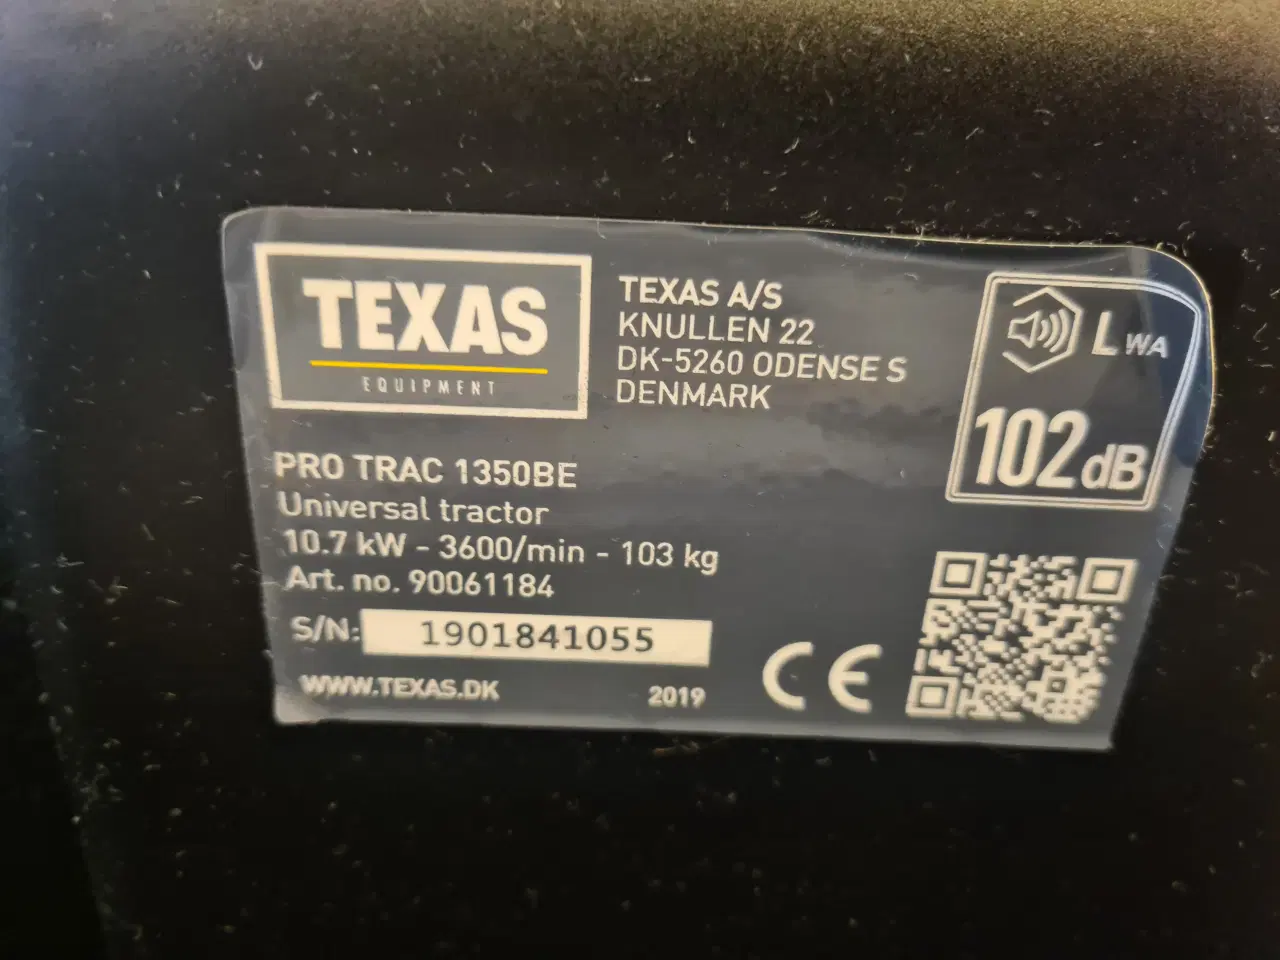 TEXAS
EQUIPMENT
TEXAS A/S
KNULLEN 22
DK-5260 ODENSE S
DENMARK
LWA
102dB
PRO TRAC 1350BE
Universal tractor
10.7 kW - 3600/min - 103 kg
Art. no. 90061184
S/N: 1901841055
WWW.TEXAS.DK
2019
CE